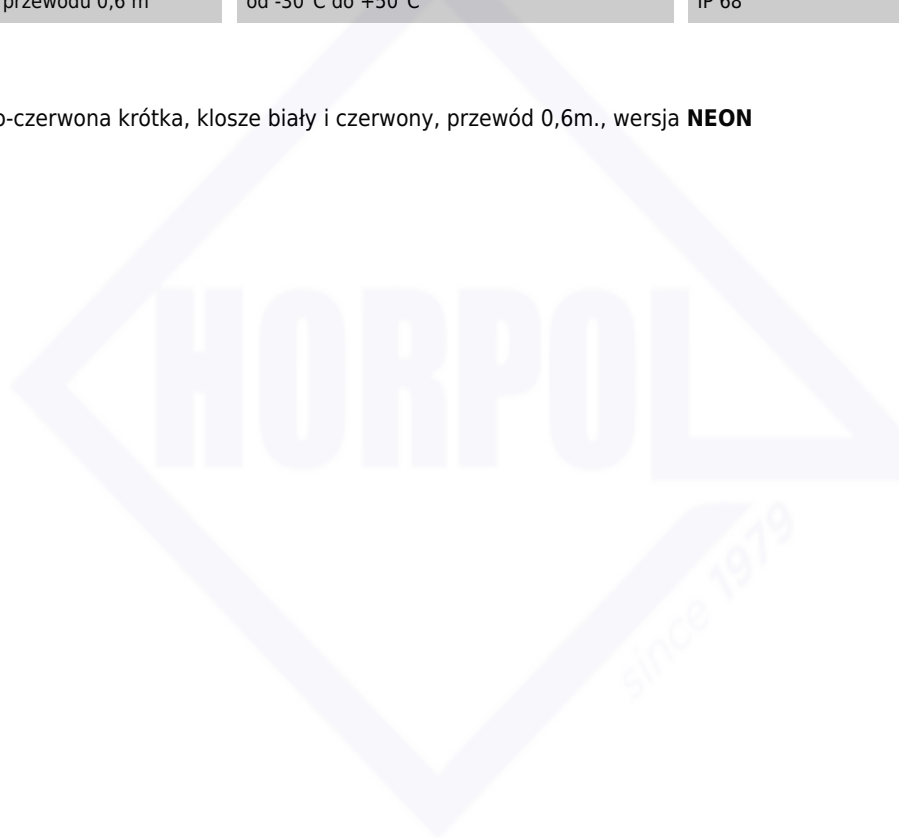 przewodu 0,6 m
od -30°C do +50°C
IP 68
o-czerwona krótka, klosze biały i czerwony, przewód 0,6m., wersja NEON
HORPOL
since 1979